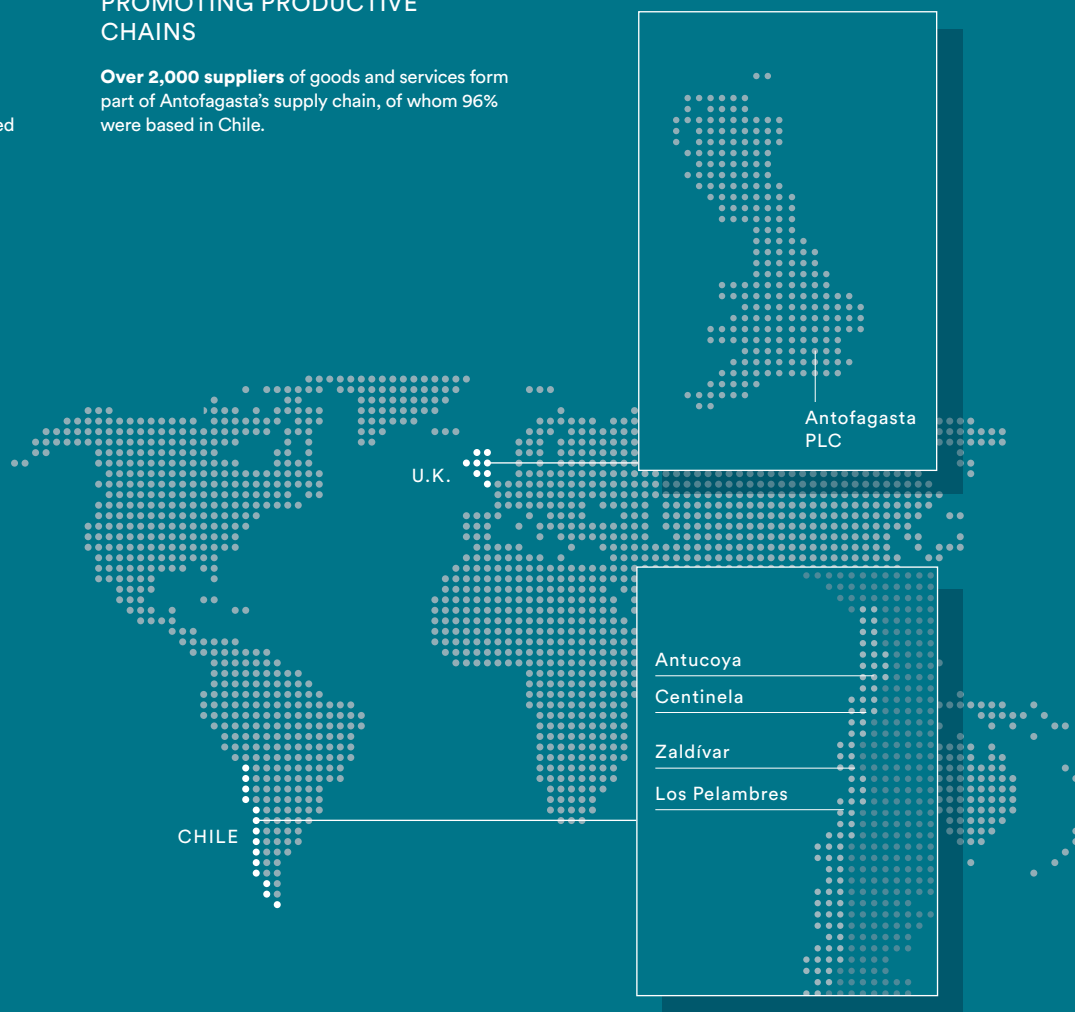 PROMOTING PRODUCTIVE
CHAINS
Over 2,000 suppliers of goods and services form
part of Antofagasta's supply chain, of whom 96%
were based in Chile.
ed
Antofagasta
PLC
U.K.
Antucoya
Centinela
Zaldívar
Los Pelambres
CHILE